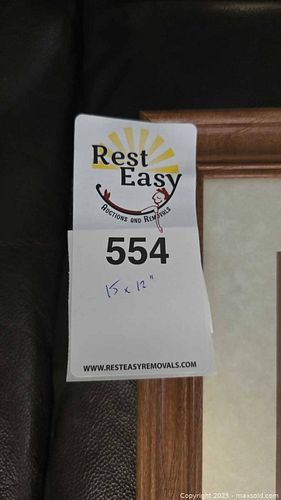 Rest
Easy
AUCTIONS AND REMOVALS
554
15 x 12"
WWW.RESTEASYREMOVALS.COM
Copyright 2023 - maxsold.com